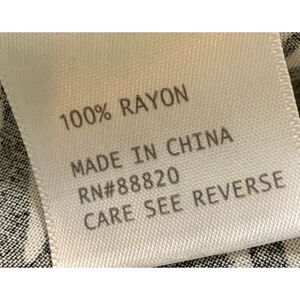 100% RAYON
MADE IN CHINA
RN#88820
CARE SEE REVERSE